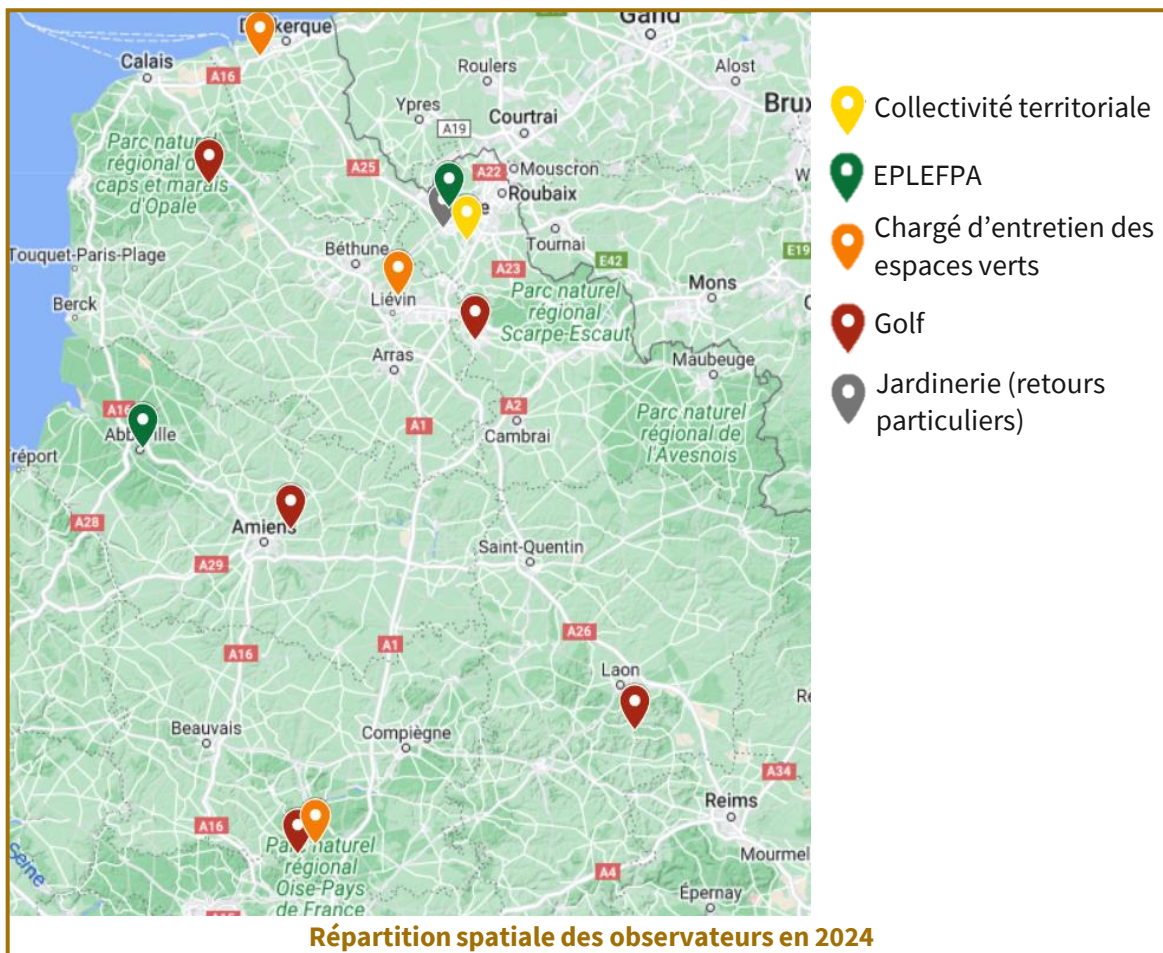 Gand
Dunkerque
Calais
A16
Roulers
Alost
Ypres
A19
Courtrai
Brux
Parc naturel
régional d
caps et marais
d'Opale
A25
A22
Mouscron
Roubaix
Tournai
E42
E19
Béthune
Touquet-Paris-Plage
A23
Liévin
Parc naturel
régional
Scarpe-Escaut
Mons
Berck
Arras
Maubeuge
A16
A2
A1
Cambrai
Parc naturel
régional de
l'Avesnois
Abbeville
réport
A28
Amiens
A29
Saint-Quentin
A16
A1
A26
Laon
Beauvais
Compiègne
A34
Reims
A16
Parc naturel
régional
Oise-Pays
de France
Seine
Mourmel
A4
Épernay
Collectivité territoriale
EPLEFPA
Chargé d'entretien des
espaces verts
Golf
Jardinerie (retours
particuliers)
Répartition spatiale des observateurs en 2024